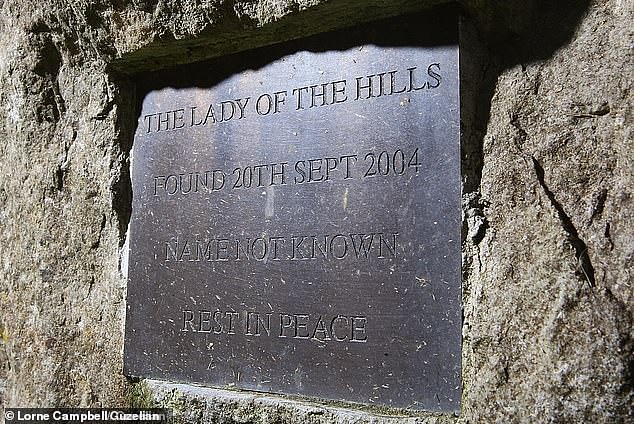 THE LADY OF THE HILLS
FOUND 20TH SEPT 2004
NAME NOT KNOWN
REST IN PEACE
© Lorne Campbell/Guzelian